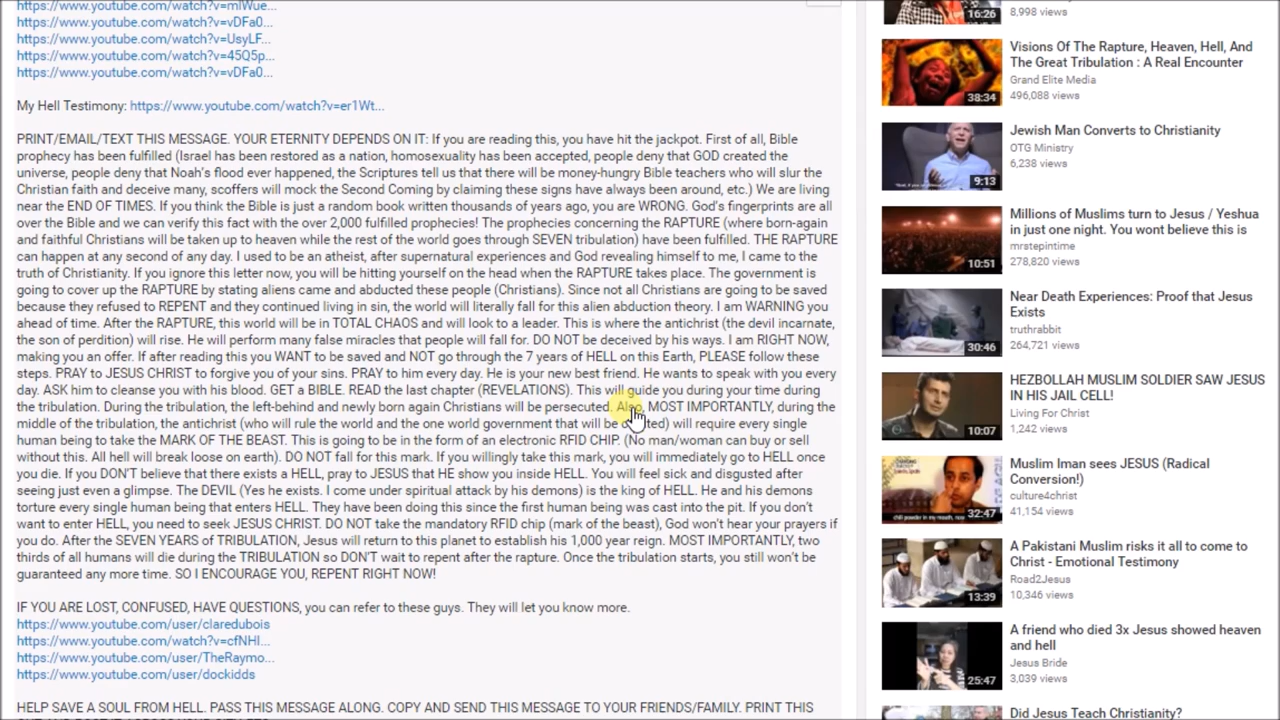 https://www.youtube.com/watch?v=mlWue...
https://www.youtube.com/watch?v=vDFa0...
https://www.youtube.com/watch?v=UsyLF...
https://www.youtube.com/watch?v=45Q5p...
https://www.youtube.com/watch?v=vDFa0...
My Hell Testimony: https://www.youtube.com/watch?v=er1Wt...
PRINT/EMAIL/TEXT THIS MESSAGE. YOUR ETERNITY DEPENDS ON IT: If you are reading this, you have hit the jackpot. First of all, Bible
prophecy has been fulfilled (Israel has been restored as a nation, homosexuality has been accepted, people deny that GOD created the
universe, people deny that Noah's flood ever happened, the Scriptures tell us that there will be money-hungry Bible teachers who will slur the
Christian faith and deceive many, scoffers will mock the Second Coming by claiming these signs have always been around, etc.) We are living
near the END OF TIMES. If you think the Bible is just a random book written thousands of years ago, you are WRONG. God's fingerprints are all
over the Bible and we can verify this fact with the over 2,000 fulfilled prophecies! The prophecies concerning the RAPTURE (where born-again
and faithful Christians will be taken up to heaven while the rest of the world goes through SEVEN tribulation) have been fulfilled. THE RAPTURE
can happen at any second of any day. I used to be an atheist, after supernatural experiences and God revealing himself to me, I came to the
truth of Christianity. If you ignore this letter now, you will be hitting yourself on the head when the RAPTURE takes place. The government is
going to cover up the RAPTURE by stating aliens came and abducted these people (Christians). Since not all Christians are going to be saved
because they refused to REPENT and they continued living in sin, the world will literally fall for this alien abduction theory. I am WARNING you
ahead of time. After the RAPTURE, this world will be in TOTAL CHAOS and will look to a leader. This is where the antichrist (the devil incarnate,
the son of perdition) will rise. He will perform many false miracles that people will fall for. DO NOT be deceived by his ways. I am RIGHT NOW,
making you an offer. If after reading this you want to be saved and NOT go through the 7 years of HELL on this Earth, PLEASE follow these
steps. PRAY to JESUS CHRIST to forgive you of your sins. PRAY to him every day. He is your new best friend. He wants to speak with you every
day. ASK him to cleanse you with his blood. GET A BIBLE. READ the last chapter (REVELATIONS). This will guide you during your time during
the tribulation. During the tribulation, the left-behind and newly born again Christians will be persecuted. Also, MOST IMPORTANTLY, during the
middle of the tribulation, the antichrist (who will rule the world and the one world government that will be ted) will require every single
human being to take the MARK OF THE BEAST. This is going to be in the form of an electronic RFID CHIP. (No man/woman can buy or sell
without this. All hell will break loose on earth). DO NOT fall for this mark. If you willingly take this mark, you will immediately go to HELL once
you die. If you DON'T believe that there exists a HELL, pray to JESUS that HE show you inside HELL. You will feel sick and disgusted after
seeing just even a glimpse. The DEVIL (Yes he exists. I come under spiritual attack by his demons) is the king of HELL. He and his demons
torture every single human being that enters HELL. They have been doing this since the first human being was cast into the pit. If you don't
want to enter HELL, you need to accept JESUS CHRIST. DO NOT take the mandatory RFID chip (mark of the beast). God won't hear your prayers if
you do. After the SEVEN YEARS OF TRIBULATION, Jesus will return to this planet to establish his 1,000 year reign. MOST IMPORTANTLY, two
thirds of all humans will die during the TRIBULATION so DON'T wait to repent after the rapture. Once the tribulation starts, you still won't be
guaranteed any more time. SO I ENCOURAGE YOU, REPENT RIGHT NOW!
IF YOU ARE LOST, CONFUSED, HAVE QUESTIONS, you can refer to these guys. They will let you know more.
https://www.youtube.com/user/claredubois
https://www.youtube.com/watch?v=cfNHl...
https://www.youtube.com/user/TheRaymo...
https://www.youtube.com/user/dockidds
HELP SAVE A SOUL FROM HELL. PASS THIS MESSAGE ALONG. COPY AND SEND THIS MESSAGE TO YOUR FRIENDS/FAMILY. PRINT THIS
16:26
8,998 views
Visions Of The Rapture, Heaven, Hell, And
The Great Tribulation : A Real Encounter
Grand Elite Media
496,088 views
38:34
Jewish Man Converts to Christianity
OTG Ministry
6,238 views
9:13
Millions of Muslims turn to Jesus / Yeshua
in just one night. You wont believe this is
mrstepintime
278,820 views
10:51
Near Death Experiences: Proof that Jesus
Exists
truthrabbit
264,721 views
30:46
HEZBOLLAH MUSLIM SOLDIER SAW JESUS
IN HIS JAIL CELL!
Living For Christ
1,242 views
10:07
Muslim Iman sees JESUS (Radical
Conversion!)
culture4christ
41,154 views
chili powder in my mouth, nose
32:47
A Pakistani Muslim risks it all to come to
Christ - Emotional Testimony
Road2Jesus
10,346 views
13:39
A friend who died 3x Jesus showed heaven
and hell
Jesus Bride
3,039 views
25:47
Did Jesus Teach Christianity?